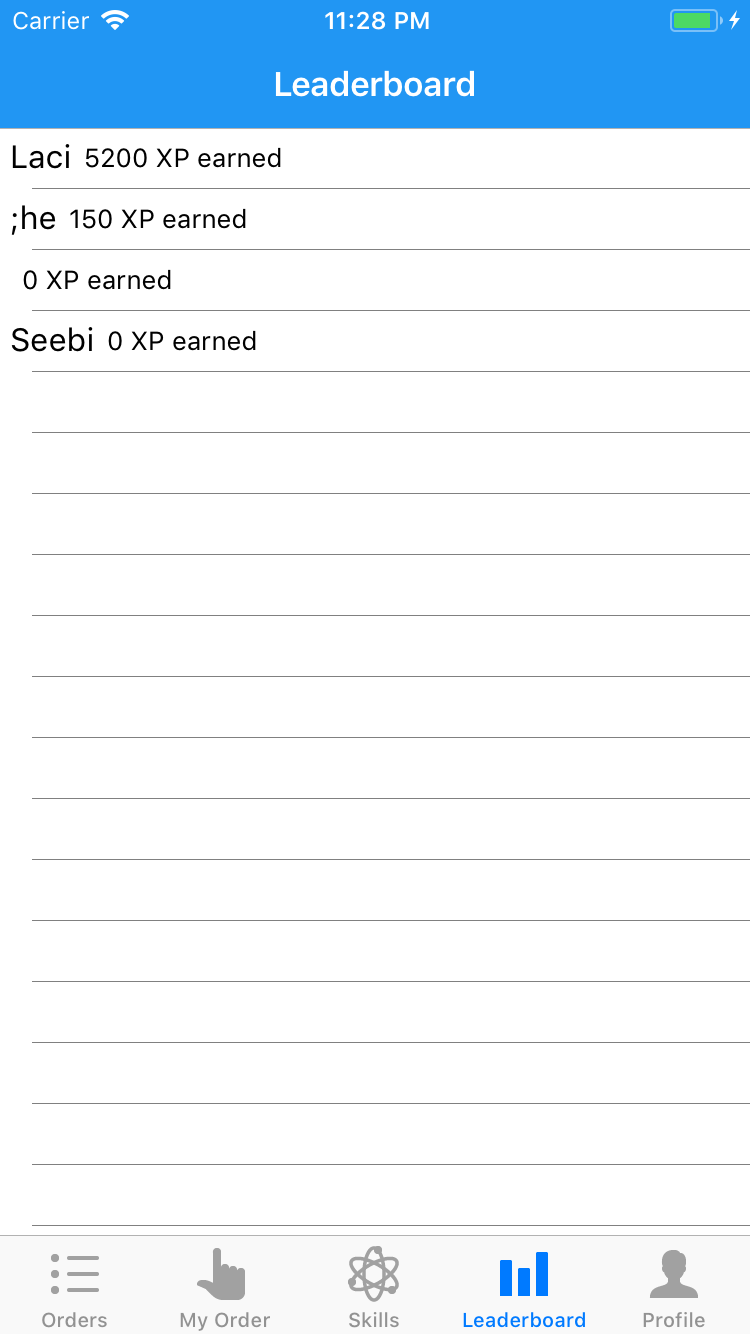 Carrier 11:28 PM
Leaderboard
Laci 5200 XP earned
;he 150 XP earned
0 XP earned
Seebi 0 XP earned
Orders My Order Skills Leaderboard Profile